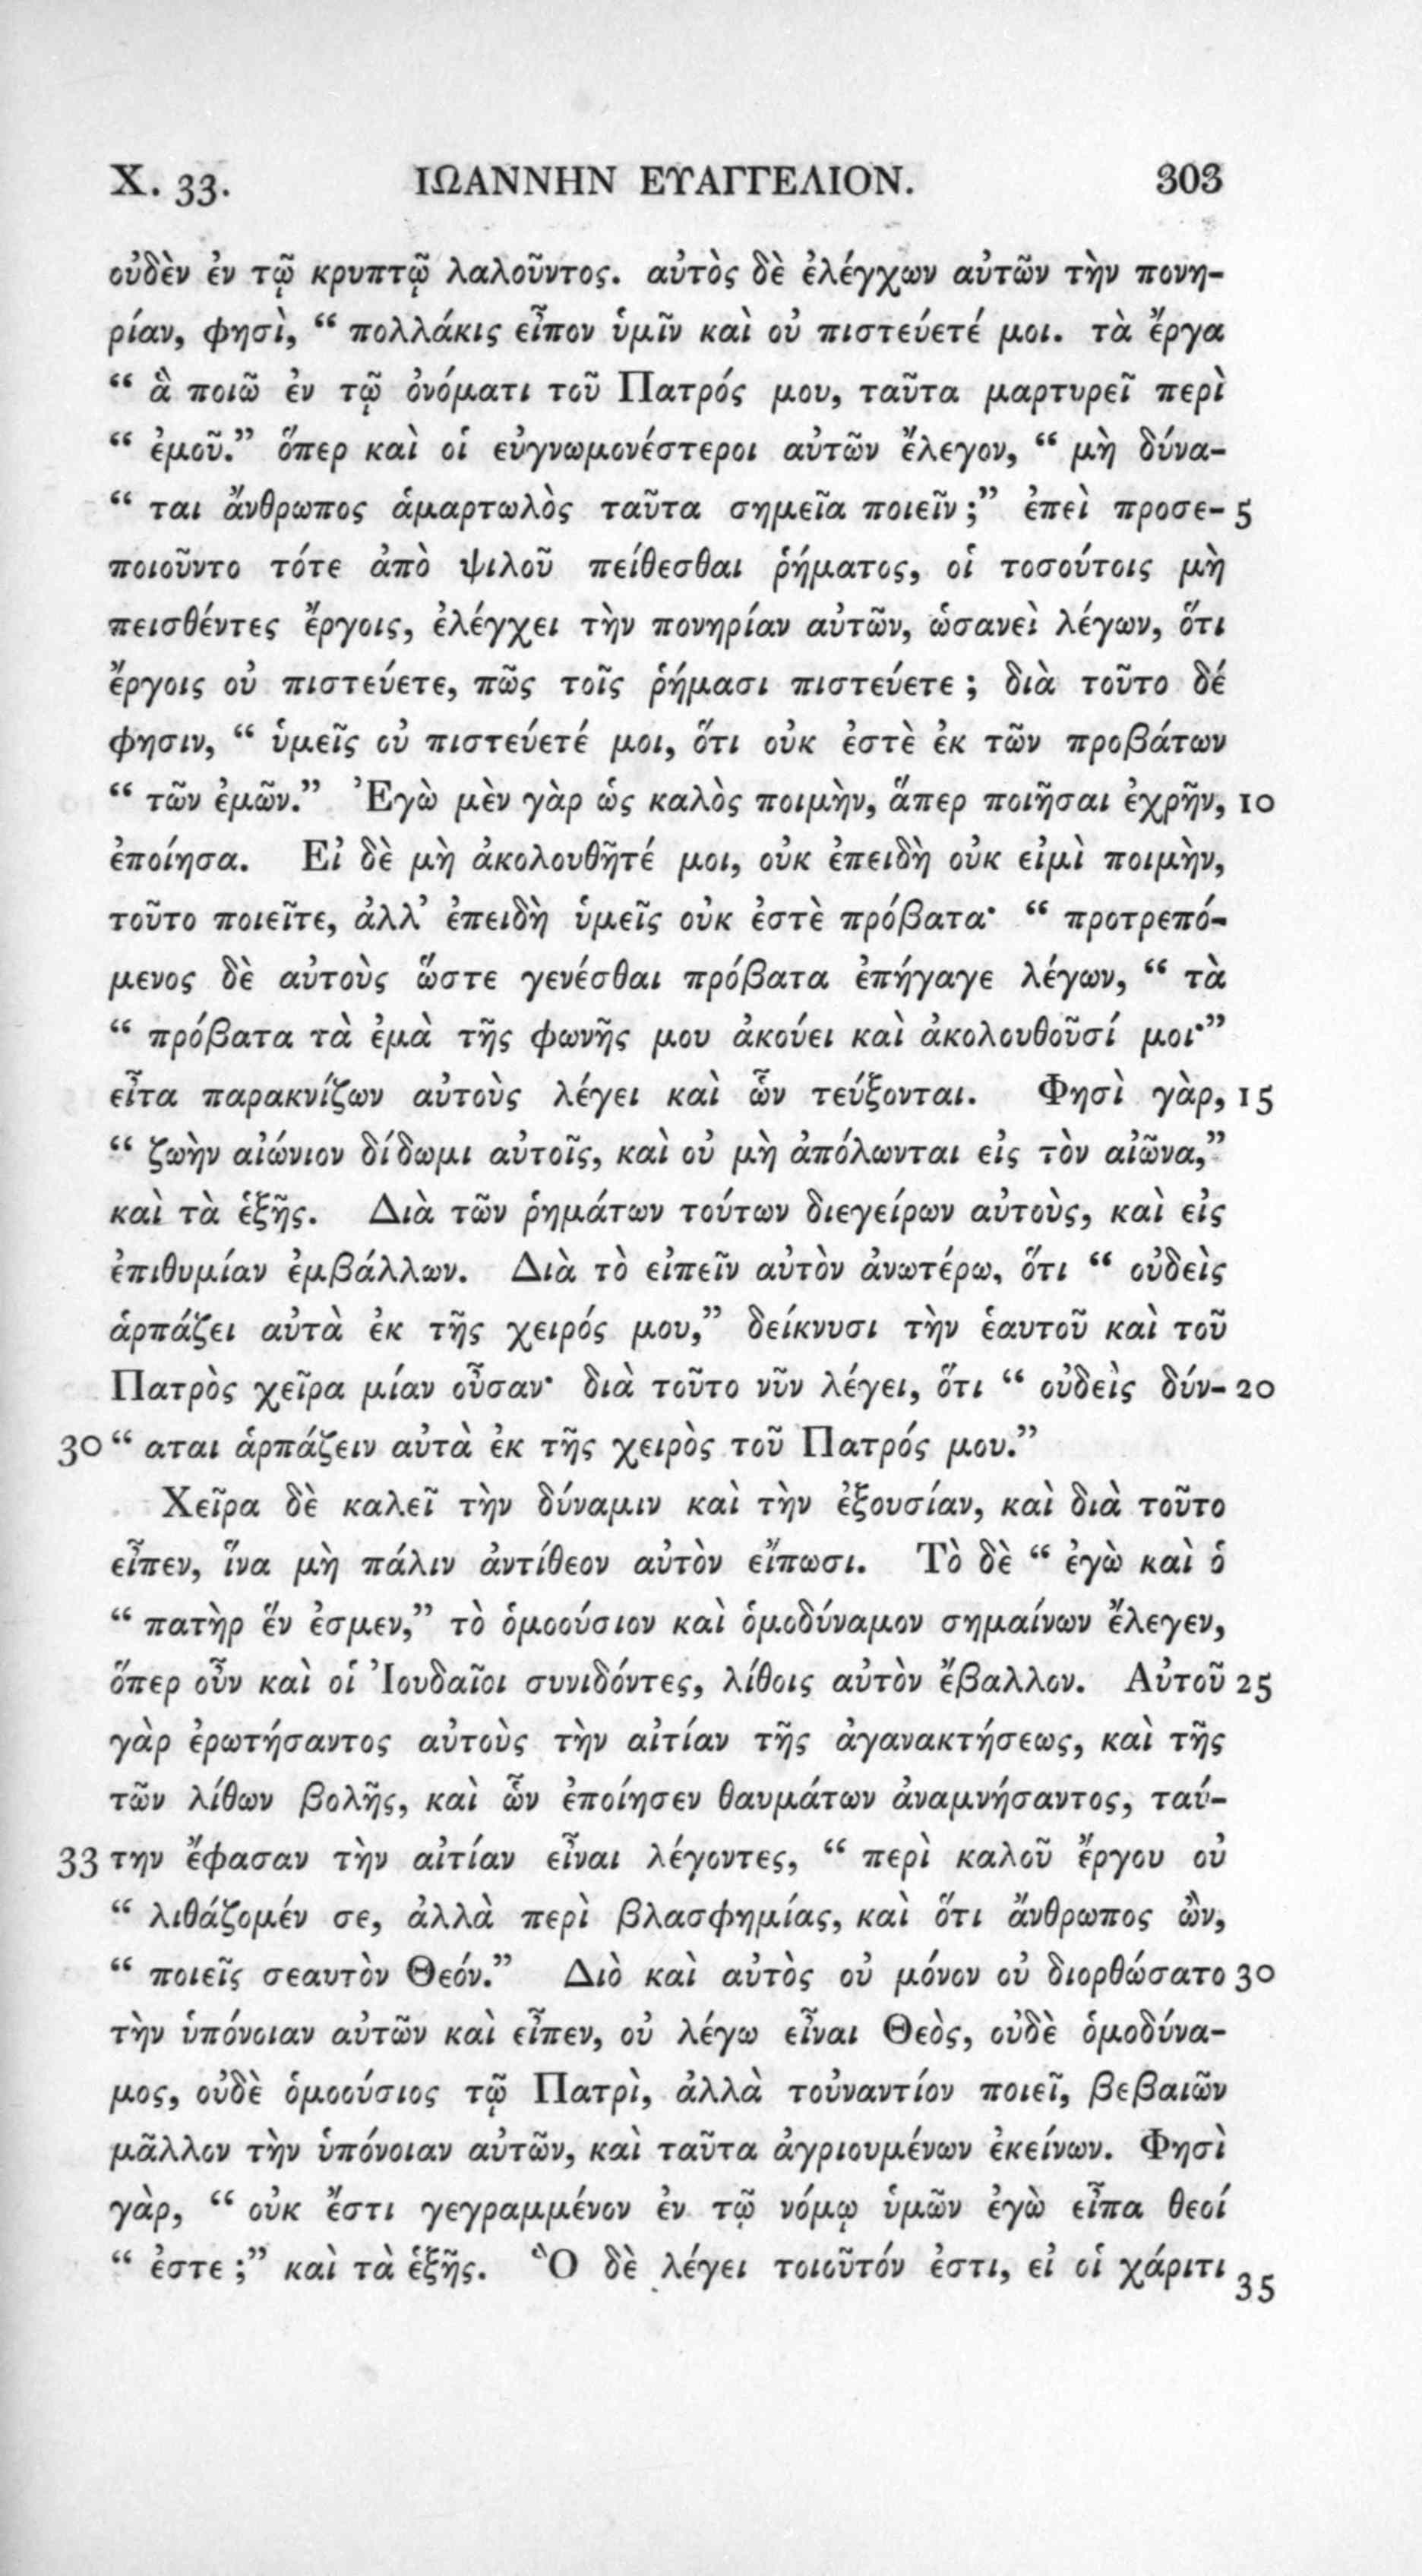 X. 33. ΙΩΑΝΝΗΝ ΕΥΑΓΓΕΛΙΟΝ. 303
οὐδὲν ἐν τῷ κρυπτῷ λαλοῦντος. αὐτὸς δὲ ἐλέγχων αὐτῶν τὴν πονη-
ρίαν, φησὶ, “ πολλάκις εἶπον ὑμῖν καὶ οὐ πιστεύετέ μοι. τὰ ἔργα
“ ἃ ποιῶ ἐν τῷ ὀνόματι τοῦ Πατρός μου, ταῦτα μαρτυρεῖ περὶ
“ ἐμοῦ.” ὅπερ καὶ οἱ εὐγνωμονέστεροι αὐτῶν ἔλεγον, “ μὴ δύνα-
“ ται ἄνθρωπος ἁμαρτωλὸς ταῦτα σημεῖα ποιεῖν ;” ἐπεὶ προσε- 5
ποιοῦντο τότε ἀπὸ ψιλοῦ πείθεσθαι ῥήματος, οἱ τοσούτοις μὴ
πεισθέντες ἔργοις, ἐλέγχει τὴν πονηρίαν αὐτῶν, ὡσανεὶ λέγων, ὅτι
ἔργοις οὐ πιστεύετε, πῶς τοῖς ῥήμασι πιστεύετε ; διὰ τοῦτο δέ
φησιν, “ ὑμεῖς οὐ πιστεύετέ μοι, ὅτι οὐκ ἐστὲ ἐκ τῶν προβάτων
“ τῶν ἐμῶν.” Ἐγὼ μὲν γὰρ ὡς καλὸς ποιμὴν, ἅπερ ποιῆσαι ἐχρῆν, 10
ἐποίησα. Εἰ δὲ μὴ ἀκολουθῆτέ μοι, οὐκ ἐπειδὴ οὐκ εἰμὶ ποιμὴν,
τοῦτο ποιεῖτε, ἀλλ’ ἐπειδὴ ὑμεῖς οὐκ ἐστὲ πρόβατα· “ προτρεπό-
μενος δὲ αὐτοὺς ὥστε γενέσθαι πρόβατα ἐπήγαγε λέγων, “ τὰ
“ πρόβατα τὰ ἐμὰ τῆς φωνῆς μου ἀκούει καὶ ἀκολουθοῦσί μοι·”
εἶτα παρακνίζων αὐτοὺς λέγει καὶ ὧν τεύξονται. Φησὶ γὰρ, 15
“ ζωὴν αἰώνιον δίδωμι αὐτοῖς, καὶ οὐ μὴ ἀπόλωνται εἰς τὸν αἰῶνα,”
καὶ τὰ ἑξῆς. Διὰ τῶν ῥημάτων τούτων διεγείρων αὐτοὺς, καὶ εἰς
ἐπιθυμίαν ἐμβάλλων. Διὰ τὸ εἰπεῖν αὐτὸν ἀνωτέρω, ὅτι “ οὐδεὶς
ἁρπάζει αὐτὰ ἐκ τῆς χειρός μου,” δείκνυσι τὴν ἑαυτοῦ καὶ τοῦ
Πατρὸς χεῖρα μίαν οὖσαν· διὰ τοῦτο νῦν λέγει, ὅτι “ οὐδεὶς δύν- 20
30 “ αται ἁρπάζειν αὐτὰ ἐκ τῆς χειρὸς τοῦ Πατρός μου.”
Χεῖρα δὲ καλεῖ τὴν δύναμιν καὶ τὴν ἐξουσίαν, καὶ διὰ τοῦτο
εἶπεν, ἵνα μὴ πάλιν ἀντίθεον αὐτὸν εἴπωσι. Τὸ δὲ “ ἐγὼ καὶ ὁ
“ πατὴρ ἕν ἐσμεν,” τὸ ὁμοούσιον καὶ ὁμοδύναμον σημαίνων ἔλεγεν,
ὅπερ οὖν καὶ οἱ Ἰουδαῖοι συνιδόντες, λίθοις αὐτὸν ἔβαλλον. Αὐτοῦ 25
γὰρ ἐρωτήσαντος αὐτοὺς τὴν αἰτίαν τῆς ἀγανακτήσεως, καὶ τῆς
τῶν λίθων βολῆς, καὶ ὧν ἐποίησεν θαυμάτων ἀναμνήσαντος, ταύ-
33 την ἔφασαν τὴν αἰτίαν εἶναι λέγοντες, “ περὶ καλοῦ ἔργου οὐ
“ λιθάζομέν σε, ἀλλὰ περὶ βλασφημίας, καὶ ὅτι ἄνθρωπος ὢν,
“ ποιεῖς σεαυτὸν Θεόν.” Διὸ καὶ αὐτὸς οὐ μόνον οὐ διορθώσατο 30
τὴν ὑπόνοιαν αὐτῶν καὶ εἶπεν, οὐ λέγω εἶναι Θεὸς, οὐδὲ ὁμοδύνα-
μος, οὐδὲ ὁμοούσιος τῷ Πατρὶ, ἀλλὰ τοὐναντίον ποιεῖ, βεβαιῶν
μᾶλλον τὴν ὑπόνοιαν αὐτῶν, καὶ ταῦτα ἀγριουμένων ἐκείνων. Φησὶ
γὰρ, “ οὐκ ἔστι γεγραμμένον ἐν τῷ νόμῳ ὑμῶν ἐγὼ εἶπα θεοί
“ ἐστε ;” καὶ τὰ ἑξῆς. Ὃ δὲ λέγει τοιοῦτόν ἐστι, εἰ οἱ χάριτι 35